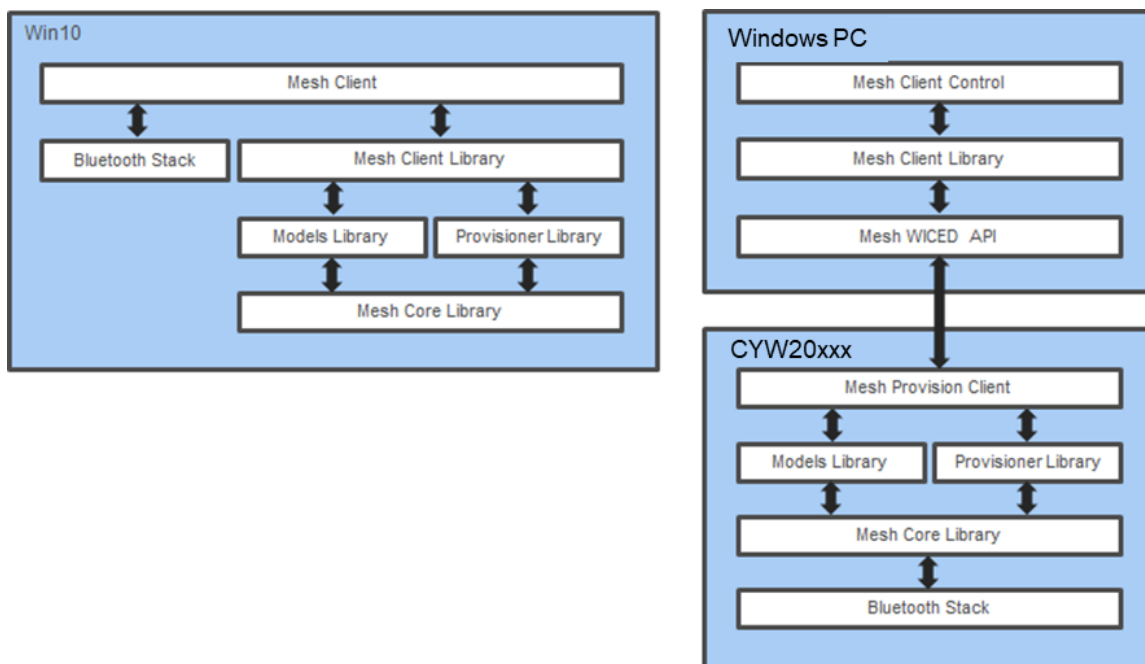 Win10
Mesh Client
Bluetooth Stack
Mesh Client Library
Models Library
Provisioner Library
Mesh Core Library
Windows PC
Mesh Client Control
Mesh Client Library
Mesh WICED API
CYW20xxx
Mesh Provision Client
Models Library
Provisioner Library
Mesh Core Library
Bluetooth Stack